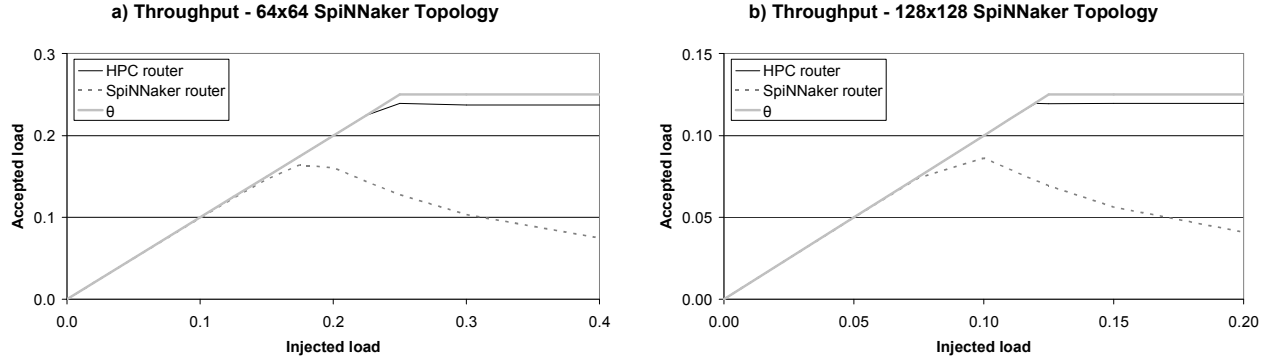 a) Throughput - 64x64 SpiNNaker Topology
0.3
HPC router
SpiNNaker router
θ
0.2
Accepted load
0.1
0.0
0.0 0.1 0.2 0.3 0.4
Injected load
b) Throughput - 128x128 SpiNNaker Topology
0.15
HPC router
SpiNNaker router
θ
0.10
Accepted load
0.05
0.00
0.00 0.05 0.10 0.15 0.20
Injected load